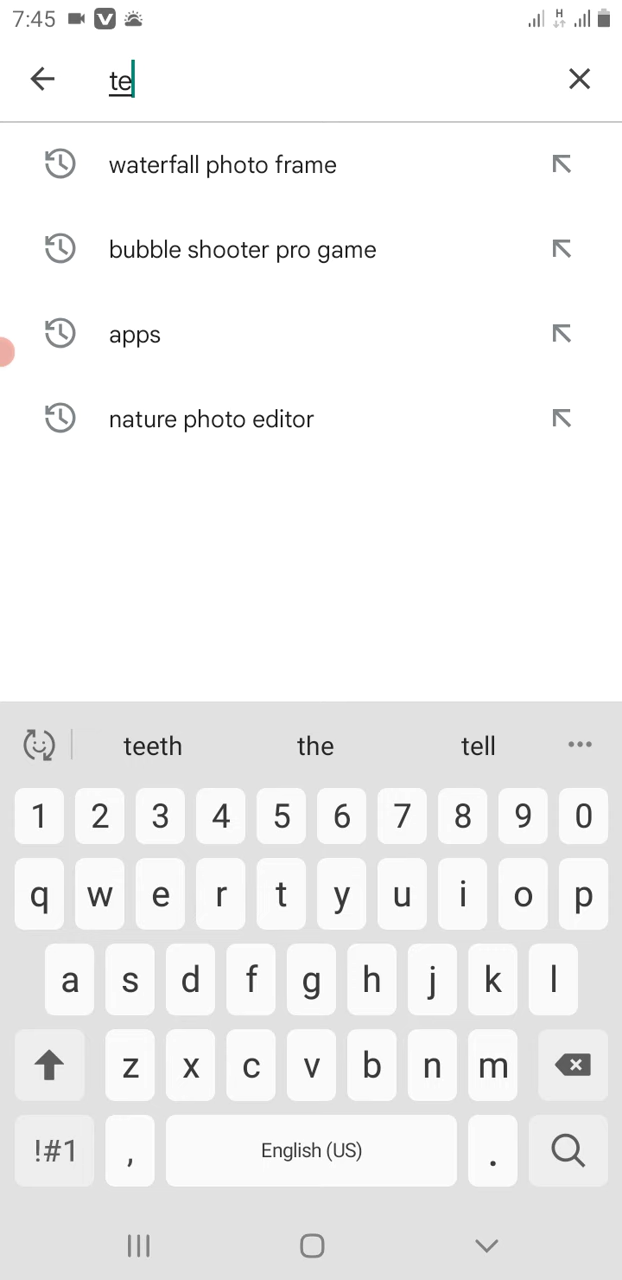 7:45 V H
te
waterfall photo frame
bubble shooter pro game
apps
nature photo editor
teeth the tell
1 2 3 4 5 6 7 8 9 0
q w e r t y u i o p
a s d f g h j k l
z x c v b n m
!#1 , English (US) .